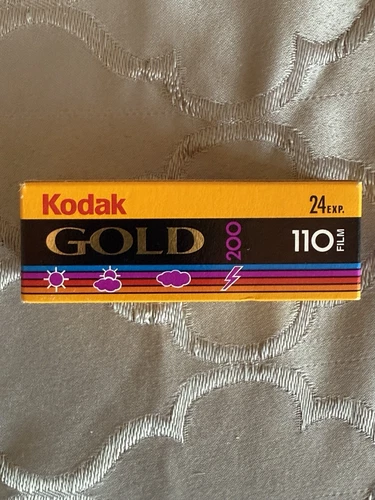 Kodak
24 EXP.
GOLD
200
110 FILM